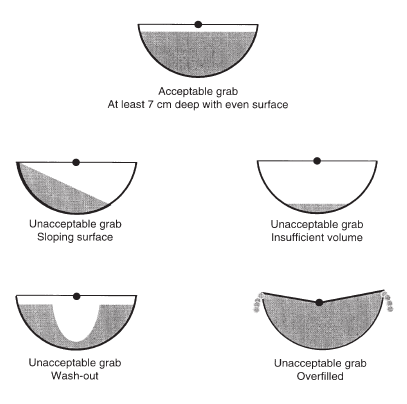 Acceptable grab
At least 7 cm deep with even surface
Unacceptable grab
Sloping surface
Unacceptable grab
Insufficient volume
Unacceptable grab
Wash-out
Unacceptable grab
Overfilled